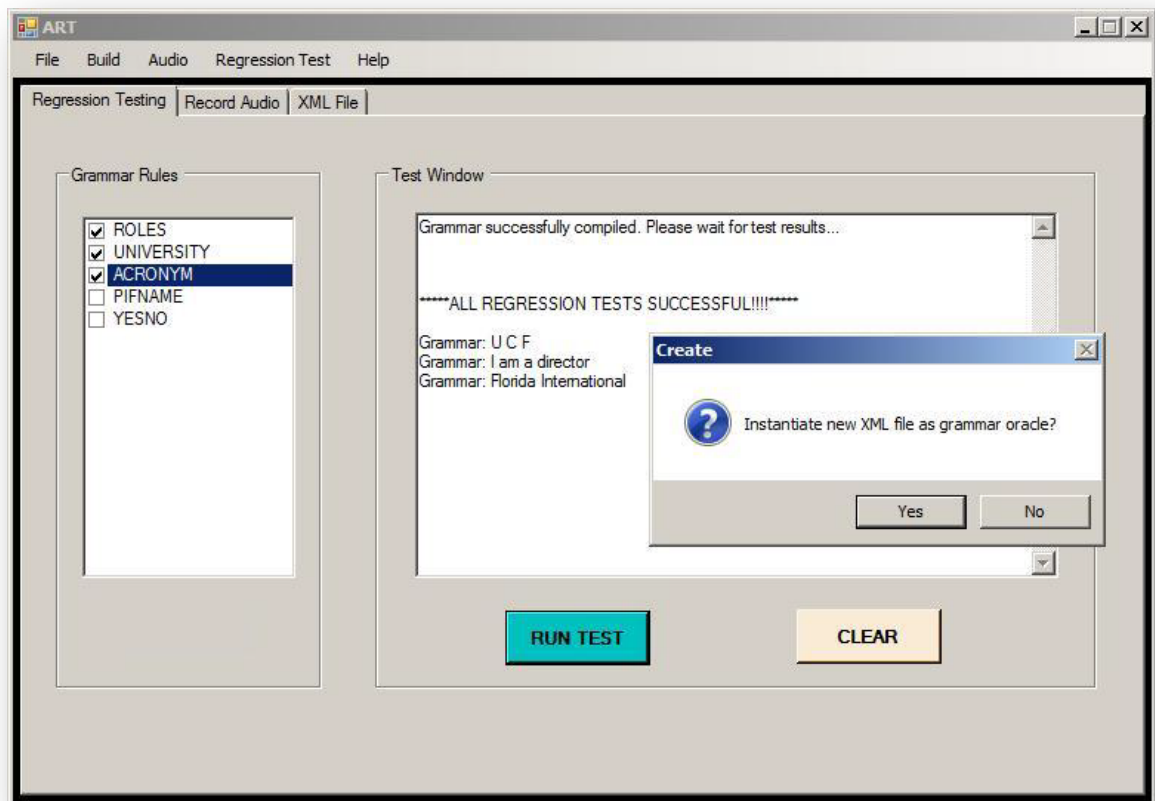 ART
File Build Audio Regression Test Help
Regression Testing Record Audio XML File
Grammar Rules
ROLES
UNIVERSITY
ACRONYM
PIFNAME
YESNO
Test Window
Grammar successfully compiled. Please wait for test results...
*****ALL REGRESSION TESTS SUCCESSFUL!!!!*****
Grammar: U C F
Grammar: I am a director
Grammar: Florida International
Create
Instantiate new XML file as grammar oracle?
Yes No
RUN TEST CLEAR